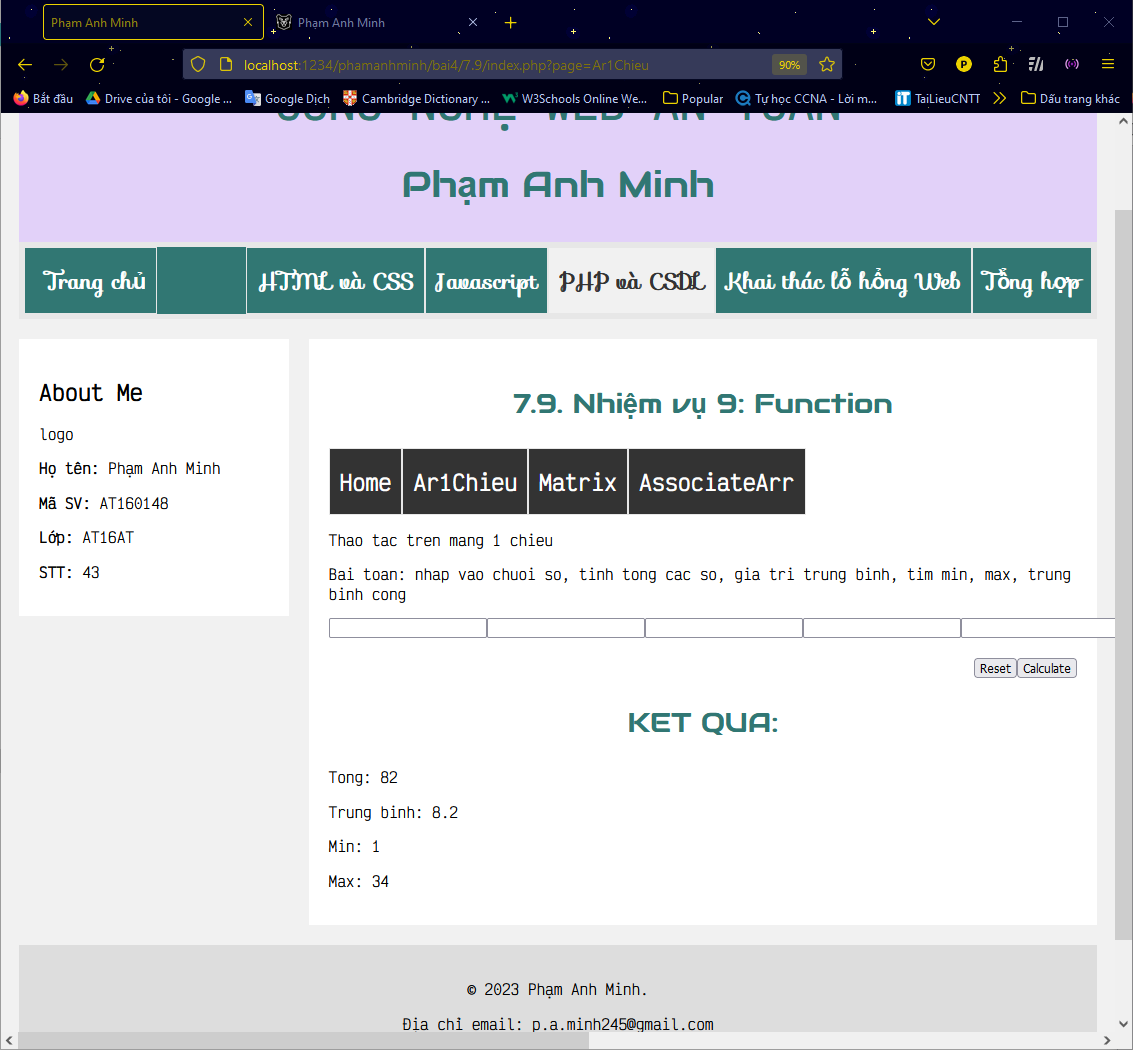 Phạm Anh Minh
Phạm Anh Minh
localhost:1234/phamanhminh/bai4/7.9/index.php?page=Ar1Chieu
90%
Bắt đầu
Drive của tôi - Google ...
Google Dịch
Cambridge Dictionary ...
W3Schools Online We...
Popular
Tự học CCNA - Lời m...
TaiLieuCNTT
Dấu trang khác
CÔNG NGHỆ WEB AN TOÀN
Phạm Anh Minh
Trang chủ
HTML và CSS
Javascript
PHP và CSDL
Khai thác lỗ hổng Web
Tổng hợp
About Me
logo
Họ tên: Phạm Anh Minh
Mã SV: AT160148
Lớp: AT16AT
STT: 43
7.9. Nhiệm vụ 9: Function
Home
Ar1Chieu
Matrix
AssociateArr
Thao tac tren mang 1 chieu
Bai toan: nhap vao chuoi so, tinh tong cac so, gia tri trung binh, tim min, max, trung
binh cong
Reset
Calculate
KET QUA:
Tong: 82
Trung binh: 8.2
Min: 1
Max: 34
© 2023 Phạm Anh Minh.
Địa chỉ email: p.a.minh245@gmail.com